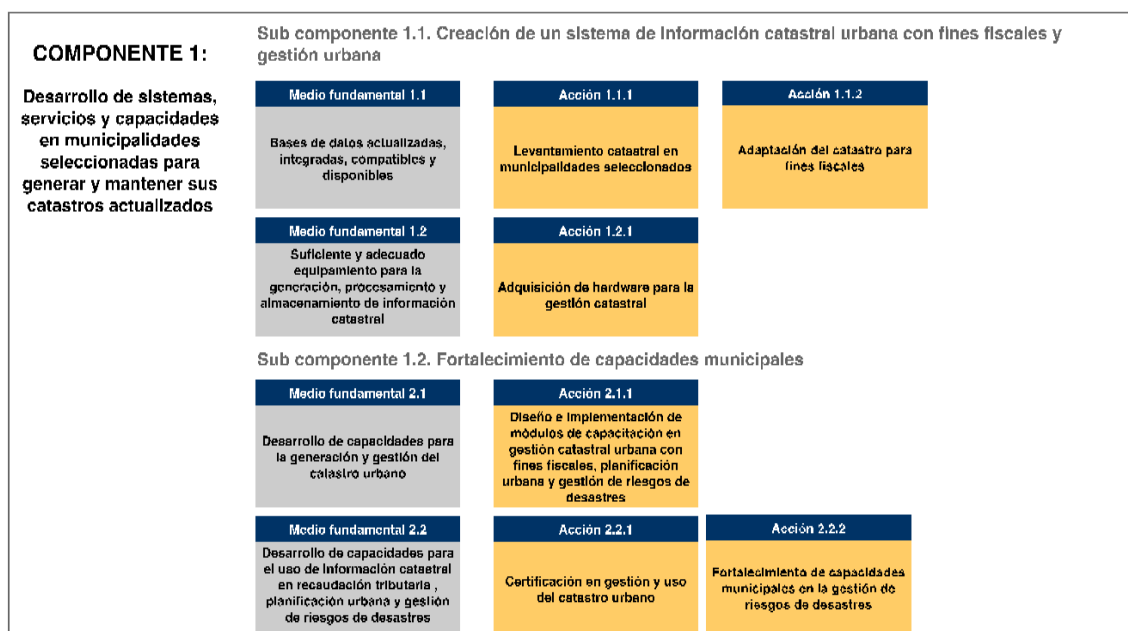 COMPONENTE 1:
Desarrollo de sistemas,
servicios y capacidades
en municipalidades
seleccionadas para
generar y mantener sus
catastros actualizados
Sub componente 1.1. Creación de un sistema de información catastral urbana con fines fiscales y
gestión urbana
Medio fundamental 1.1
Bases de datos actualizadas,
integradas, compatibles y
disponibles
Acción 1.1.1
Levantamiento catastral en
municipalidades seleccionados
Acción 1.1.2
Adaptación del catastro para
fines fiscales
Medio fundamental 1.2
Suficiente y adecuado
equipamiento para la
generación, procesamiento y
almacenamiento de información
catastral
Acción 1.2.1
Adquisición de hardware para la
gestión catastral
Sub componente 1.2. Fortalecimiento de capacidades municipales
Medio fundamental 2.1
Desarrollo de capacidades para
la generación y gestión del
catastro urbano
Acción 2.1.1
Diseño e implementación de
módulos de capacitación en
gestión catastral urbana con
fines fiscales, planificación
urbana y gestión de riesgos de
desastres
Medio fundamental 2.2
Desarrollo de capacidades para
el uso de información catastral
en recaudación tributaria ,
planificación urbana y gestión
de riesgos de desastres
Acción 2.2.1
Certificación en gestión y uso
del catastro urbano
Acción 2.2.2
Fortalecimiento de capacidades
municipales en la gestión de
riesgos de desastres